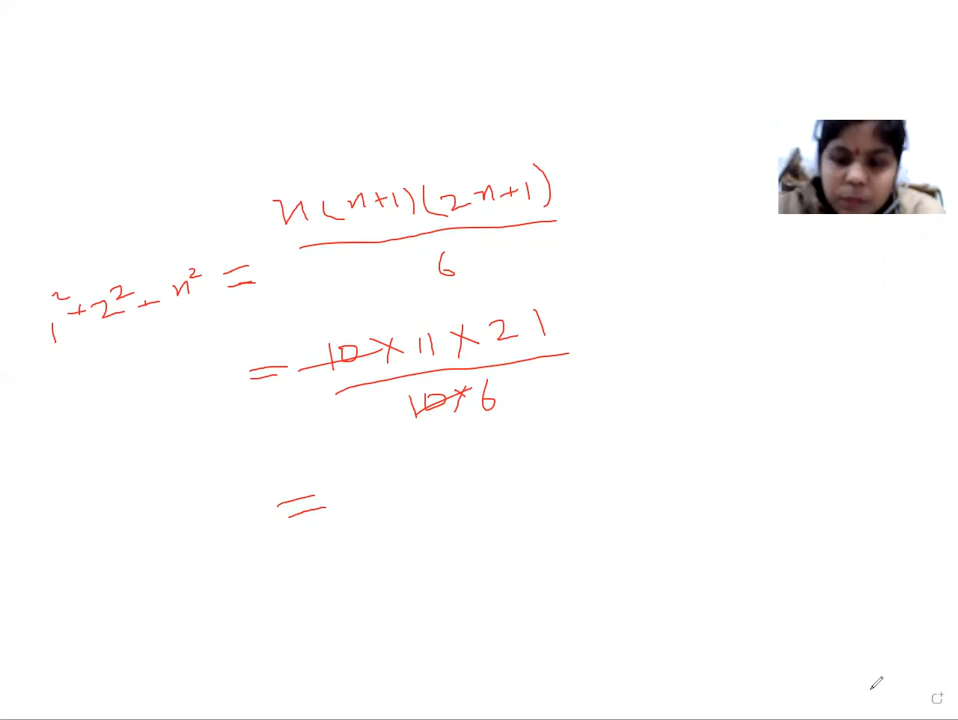 n(n+1)(2n+1)
6
1²+2²+n² =
= 10×11×21
10×6
=